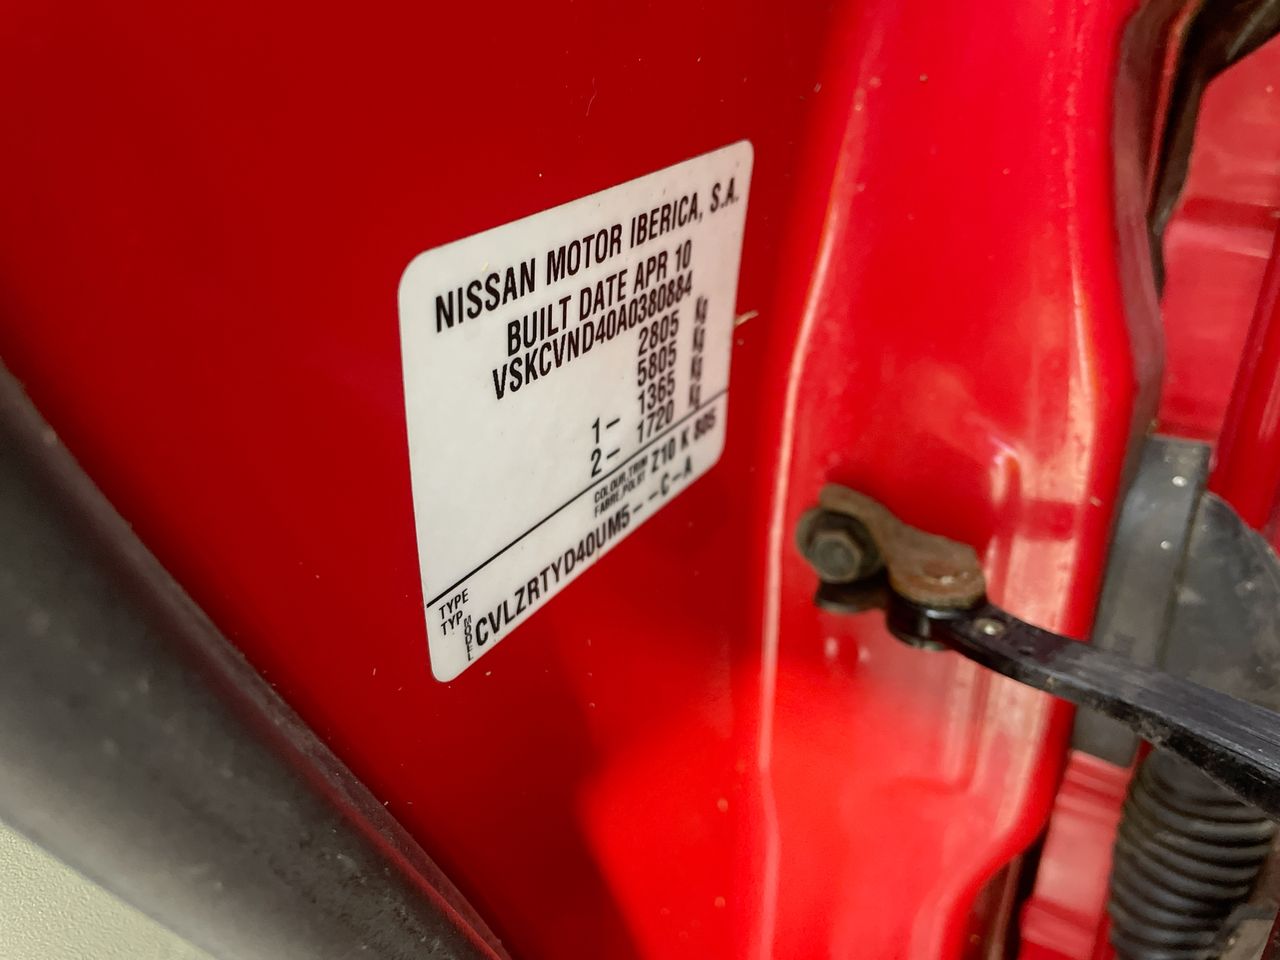 NISSAN MOTOR IBERICA, S.A.
BUILT DATE APR 10
VSKCVND40A0380884
2805 Kg
5805 Kg
1 – 1365 Kg
2 – 1720 Kg
COLOUR,TRIM Z10 K 805
FABRE,POLST
TYPE
TYP
MODEL CVLZRTYD40UM5– –C–A